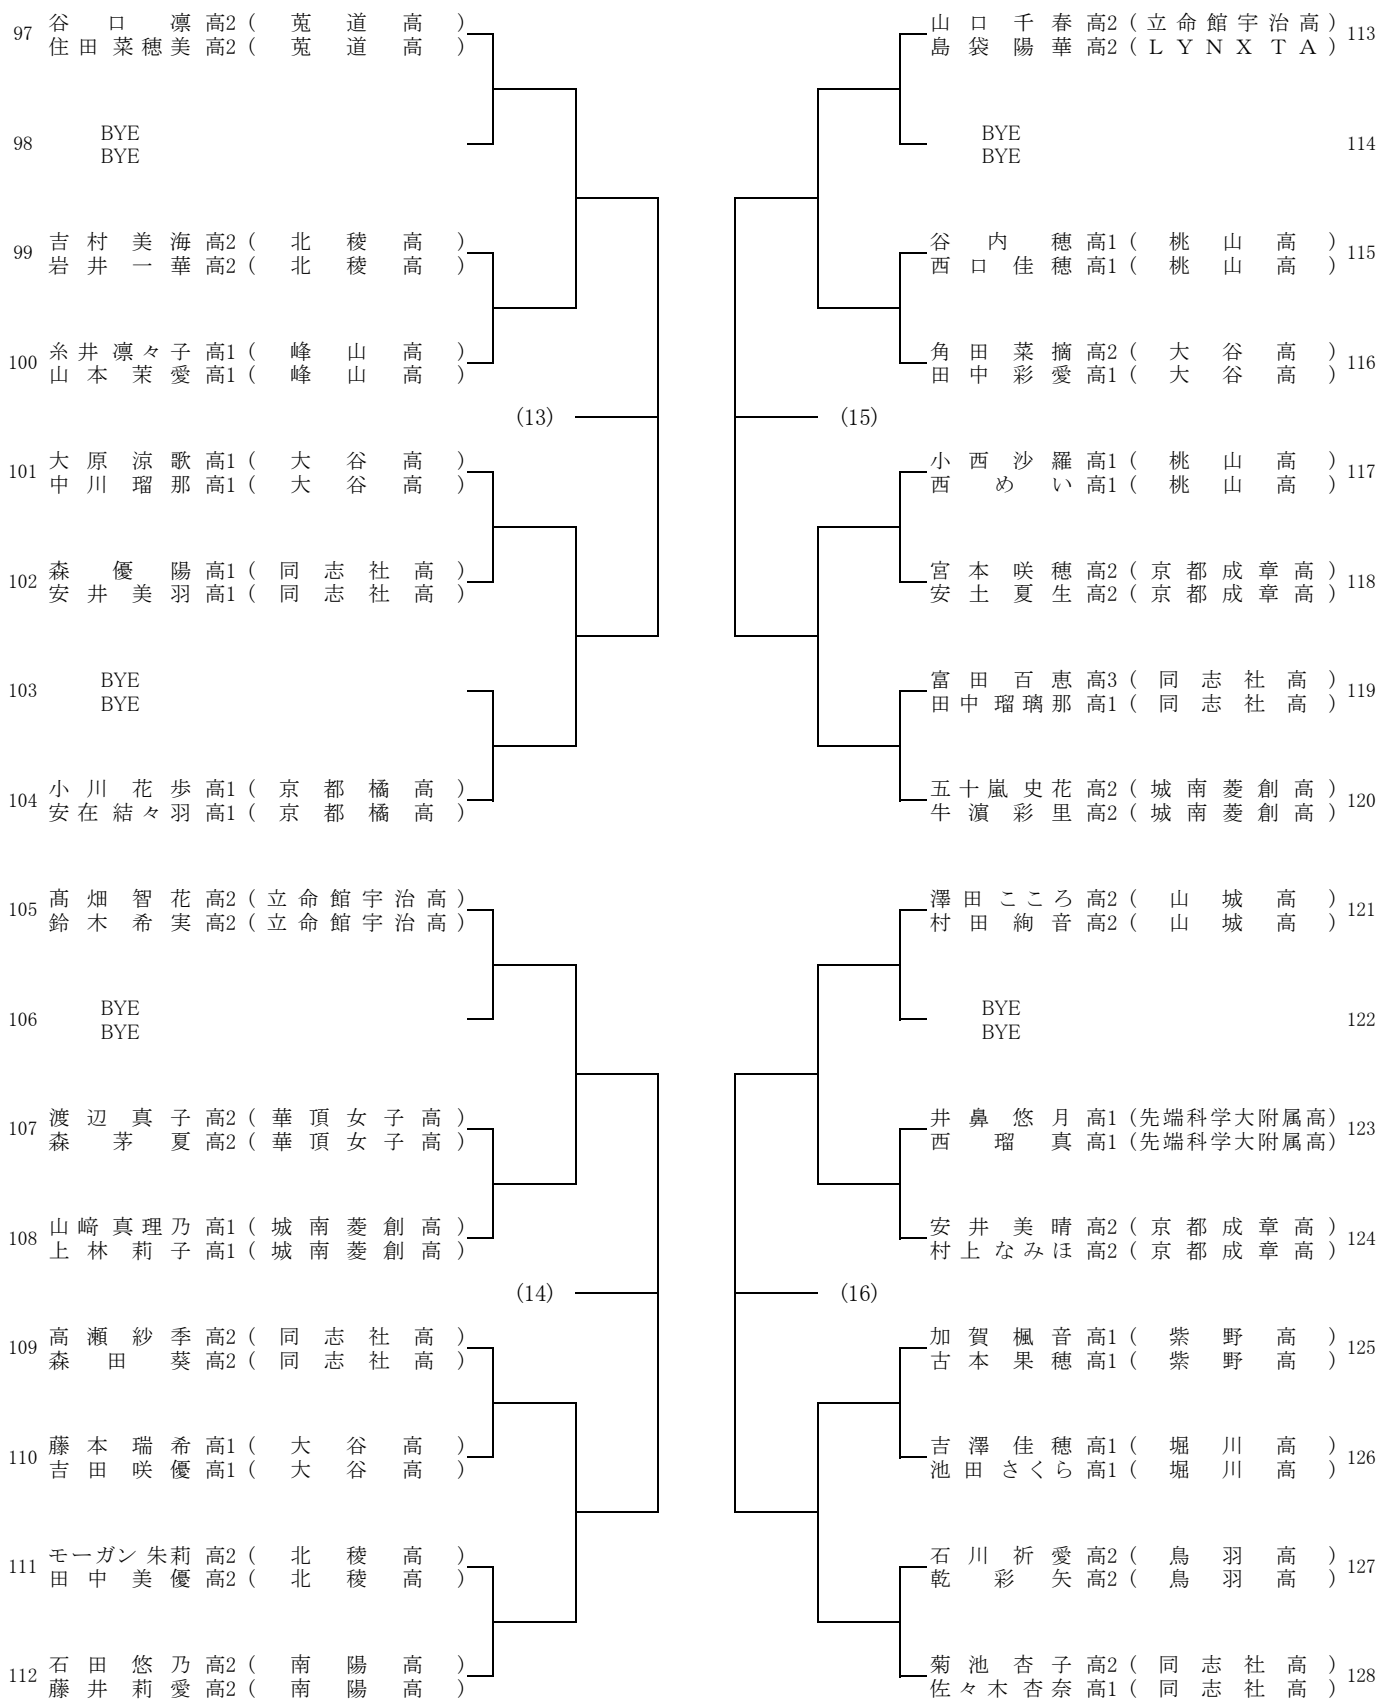 97 谷口 凛 高2 ( 莵道高 )
住田菜穂美 高2 ( 莵道高 )
98 BYE
BYE
99 吉村美海 高2 ( 北稜高 )
岩井一華 高2 ( 北稜高 )
100 糸井凛々子 高1 ( 峰山高 )
山本茉愛 高1 ( 峰山高 )
(13)
101 大原涼歌 高1 ( 大谷高 )
中川瑠那 高1 ( 大谷高 )
102 森優陽 高1 ( 同志社高 )
安井美羽 高1 ( 同志社高 )
103 BYE
BYE
104 小川花歩 高1 ( 京都橘高 )
安在結々羽 高1 ( 京都橘高 )
105 髙畑智花 高2 ( 立命館宇治高 )
鈴木希実 高2 ( 立命館宇治高 )
106 BYE
BYE
107 渡辺真子 高2 ( 華頂女子高 )
森茅夏 高2 ( 華頂女子高 )
108 山﨑真理乃 高1 ( 城南菱創高 )
上林莉子 高1 ( 城南菱創高 )
(14)
109 高瀬紗季 高2 ( 同志社高 )
森田葵 高2 ( 同志社高 )
110 藤本瑞希 高1 ( 大谷高 )
吉田咲優 高1 ( 大谷高 )
111 モーガン朱莉 高2 ( 北稜高 )
田中美優 高2 ( 北稜高 )
112 石田悠乃 高2 ( 南陽高 )
藤井莉愛 高2 ( 南陽高 )
山口千春 高2 ( 立命館宇治高 ) 113
島袋陽華 高2 ( LYNXTA )
BYE 114
BYE
谷内穂 高1 ( 桃山高 ) 115
西口佳穂 高1 ( 桃山高 )
角田菜摘 高2 ( 大谷高 ) 116
田中彩愛 高1 ( 大谷高 )
(15)
小西沙羅 高1 ( 桃山高 ) 117
西めい 高1 ( 桃山高 )
宮本咲穂 高2 ( 京都成章高 ) 118
安土夏生 高2 ( 京都成章高 )
富田百恵 高3 ( 同志社高 ) 119
田中瑠璃那 高1 ( 同志社高 )
五十嵐史花 高2 ( 城南菱創高 ) 120
牛濵彩里 高2 ( 城南菱創高 )
澤田こころ 高2 ( 山城高 ) 121
村田絢音 高2 ( 山城高 )
BYE 122
BYE
井鼻悠月 高1 (先端科学大附属高) 123
西瑠真 高1 (先端科学大附属高)
安井美晴 高2 ( 京都成章高 ) 124
村上なみほ 高2 ( 京都成章高 )
(16)
加賀楓音 高1 ( 紫野高 ) 125
古本果穂 高1 ( 紫野高 )
吉澤佳穂 高1 ( 堀川高 ) 126
池田さくら 高1 ( 堀川高 )
石川祈愛 高2 ( 鳥羽高 ) 127
乾彩矢 高2 ( 鳥羽高 )
菊池杏子 高2 ( 同志社高 ) 128
佐々木杏奈 高1 ( 同志社高 )